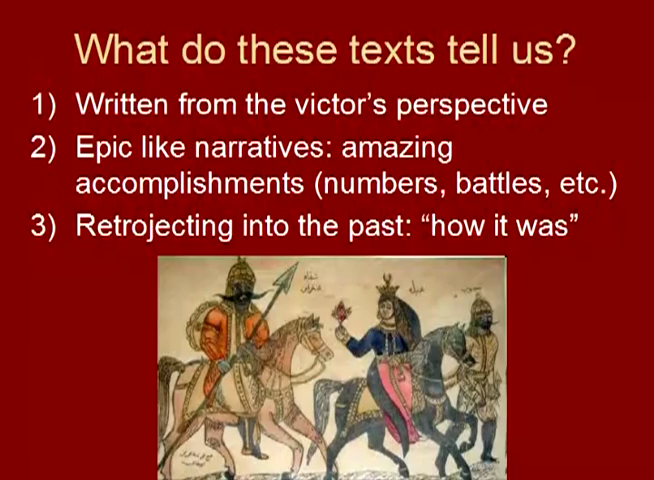 What do these texts tell us?
1) Written from the victor's perspective
2) Epic like narratives: amazing
accomplishments (numbers, battles, etc.)
3) Retrojecting into the past: “how it was”
عبلة